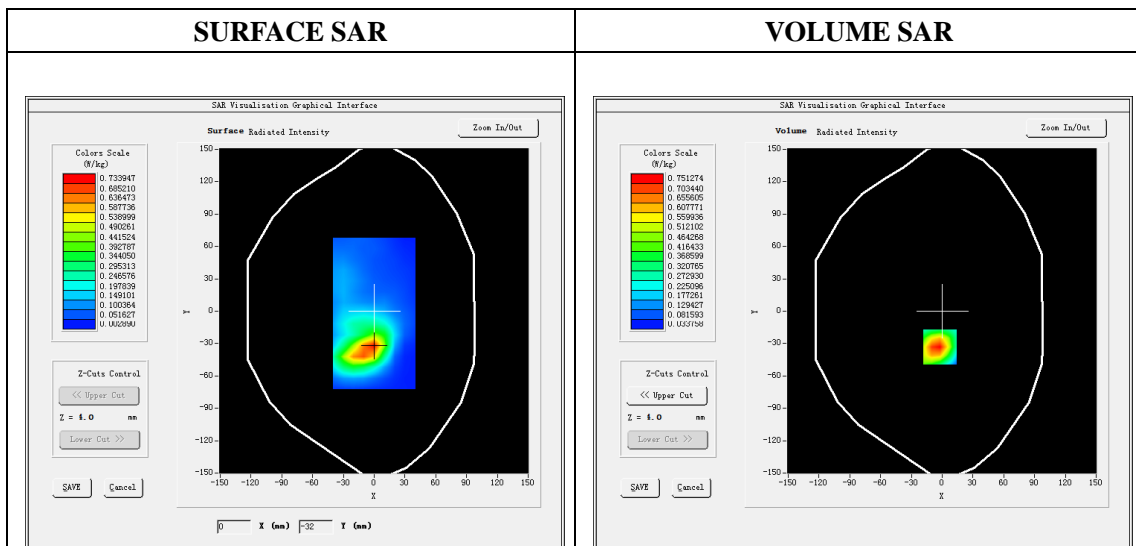 SURFACE SAR
VOLUME SAR
SAR Visualisation Graphical Interface
Surface Radiated Intensity
Zoom In/Out
Colors Scale
(W/kg)
0.733947
0.685210
0.636473
0.587736
0.538999
0.490261
0.441524
0.392787
0.344050
0.295313
0.246576
0.197839
0.149101
0.100364
0.051627
0.002890
150
120
90
60
30
0
-30
-60
-90
-120
-150
Y
-150 -120 -90 -60 -30 0 30 60 90 120 150
X
Z-Cuts Control
<< Upper Cut
Z = 4.0 mm
Lower Cut >>
SAVE Cancel
0 X (mm) -32 Y (mm)
SAR Visualisation Graphical Interface
Volume Radiated Intensity
Zoom In/Out
Colors Scale
(W/kg)
0.751274
0.703440
0.655605
0.607771
0.559936
0.512102
0.464268
0.416433
0.368599
0.320765
0.272930
0.225096
0.177261
0.129427
0.081593
0.033758
150
120
90
60
30
0
-30
-60
-90
-120
-150
Y
-150 -120 -90 -60 -30 0 30 60 90 120 150
X
Z-Cuts Control
<< Upper Cut
Z = 4.0 mm
Lower Cut >>
SAVE Cancel